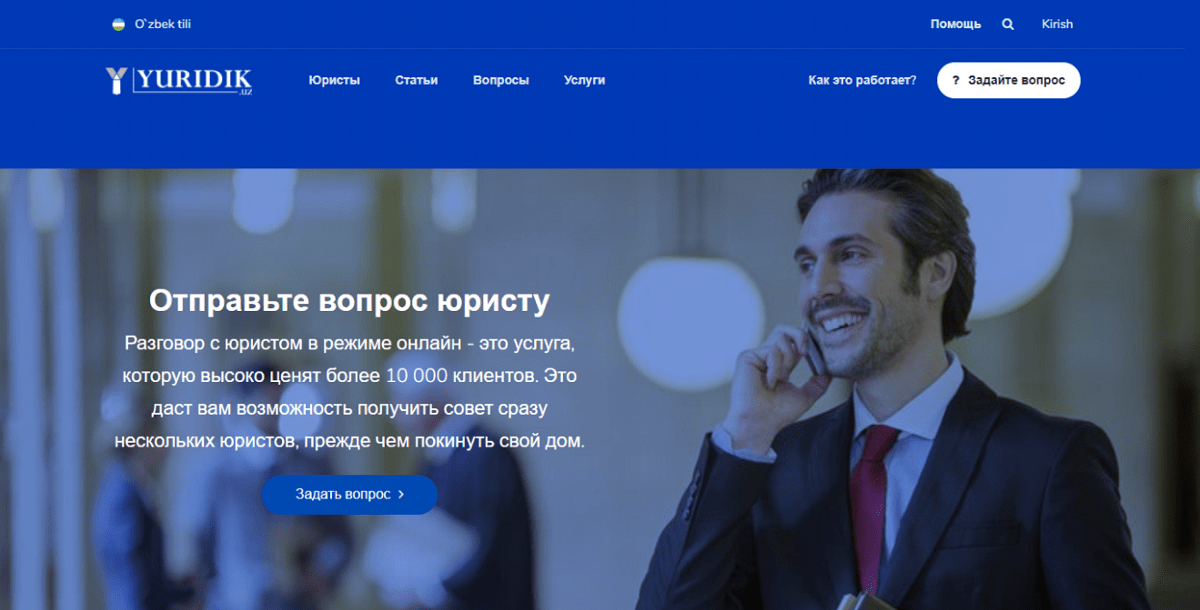 O`zbek tili
Помощь
Kirish
YURIDIK
.UZ
Юристы
Статьи
Вопросы
Услуги
Как это работает?
? Задайте вопрос
Отправьте вопрос юристу
Разговор с юристом в режиме онлайн - это услуга,
которую высоко ценят более 10 000 клиентов. Это
даст вам возможность получить совет сразу
нескольких юристов, прежде чем покинуть свой дом.
Задать вопрос >